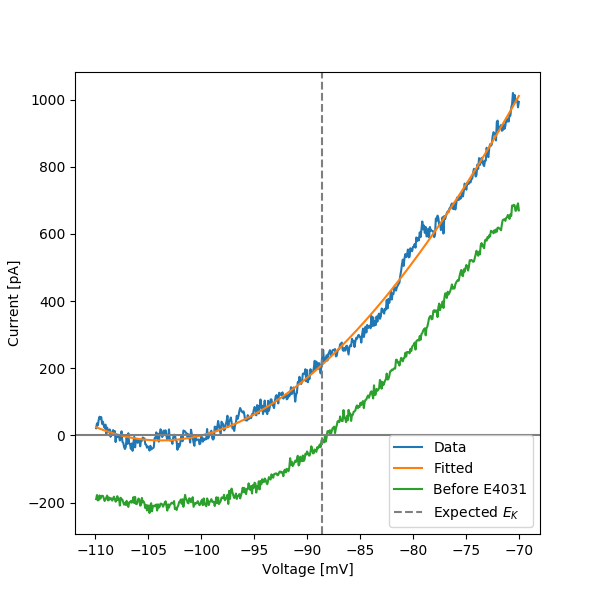 1000
800
600
400
200
0
−200
Current [pA]
−110
−105
−100
−95
−90
−85
−80
−75
−70
Voltage [mV]
Data
Fitted
Before E4031
Expected E_K